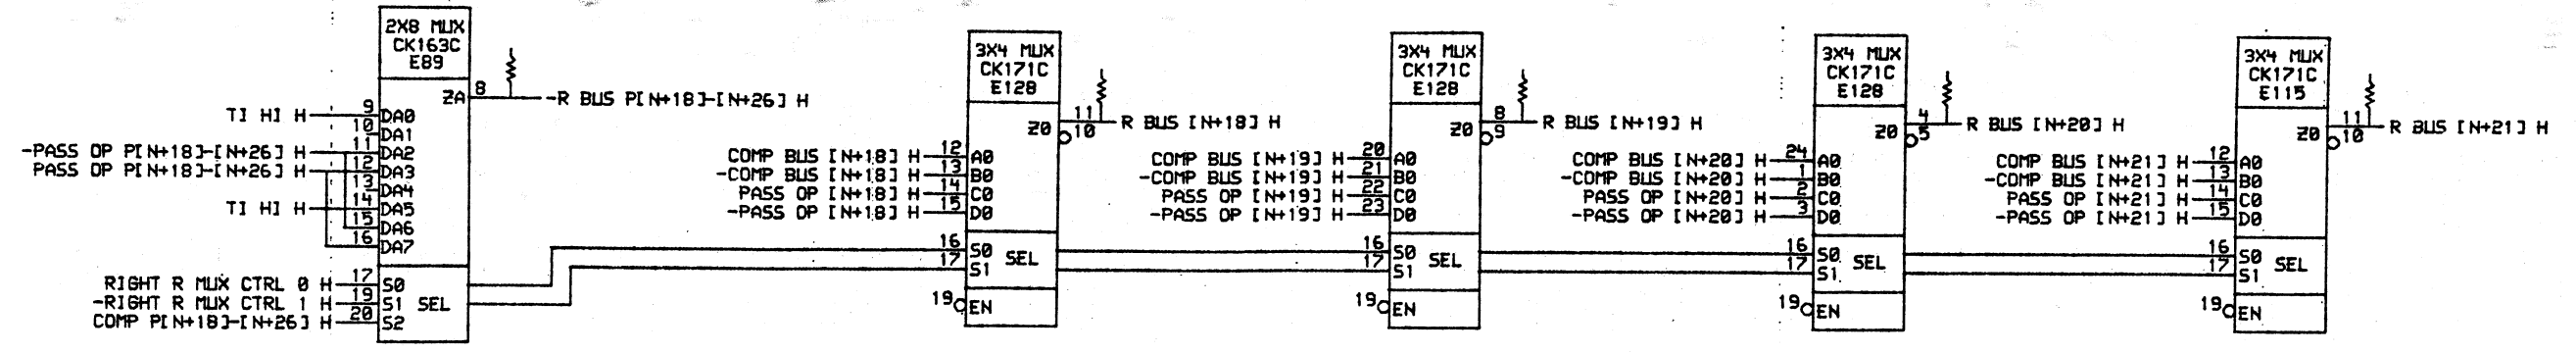 2X8 MUX
CK163C
E89
ZA 8
-R BUS P[N+18]-[N+26] H
TI HI H 9 DA0
10 DA1
-PASS OP P[N+18]-[N+26] H 11 DA2
PASS OP P[N+18]-[N+26] H 12 DA3
13 DA4
TI HI H 14 DA5
15 DA6
16 DA7
RIGHT R MUX CTRL 0 H 17 S0
-RIGHT R MUX CTRL 1 H 19 S1 SEL
COMP P[N+18]-[N+26] H 20 S2
3X4 MUX
CK171C
E128
Z0 11 R BUS [N+18] H
10
COMP BUS [N+18] H 12 A0
-COMP BUS [N+18] H 13 B0
PASS OP [N+18] H 14 C0
-PASS OP [N+18] H 15 D0
16 S0
17 S1 SEL
19 EN
3X4 MUX
CK171C
E128
Z0 8 R BUS [N+19] H
9
COMP BUS [N+19] H 20 A0
-COMP BUS [N+19] H 21 B0
PASS OP [N+19] H 22 C0
-PASS OP [N+19] H 23 D0
16 S0
17 S1 SEL
19 EN
3X4 MUX
CK171C
E128
Z0 4 R BUS [N+20] H
5
COMP BUS [N+20] H 24 A0
-COMP BUS [N+20] H 1 B0
PASS OP [N+20] H 2 C0
-PASS OP [N+20] H 3 D0
16 S0
17 S1 SEL
19 EN
3X4 MUX
CK171C
E115
Z0 11 R BUS [N+21] H
10
COMP BUS [N+21] H 12 A0
-COMP BUS [N+21] H 13 B0
PASS OP [N+21] H 14 C0
-PASS OP [N+21] H 15 D0
16 S0
17 S1 SEL
19 EN